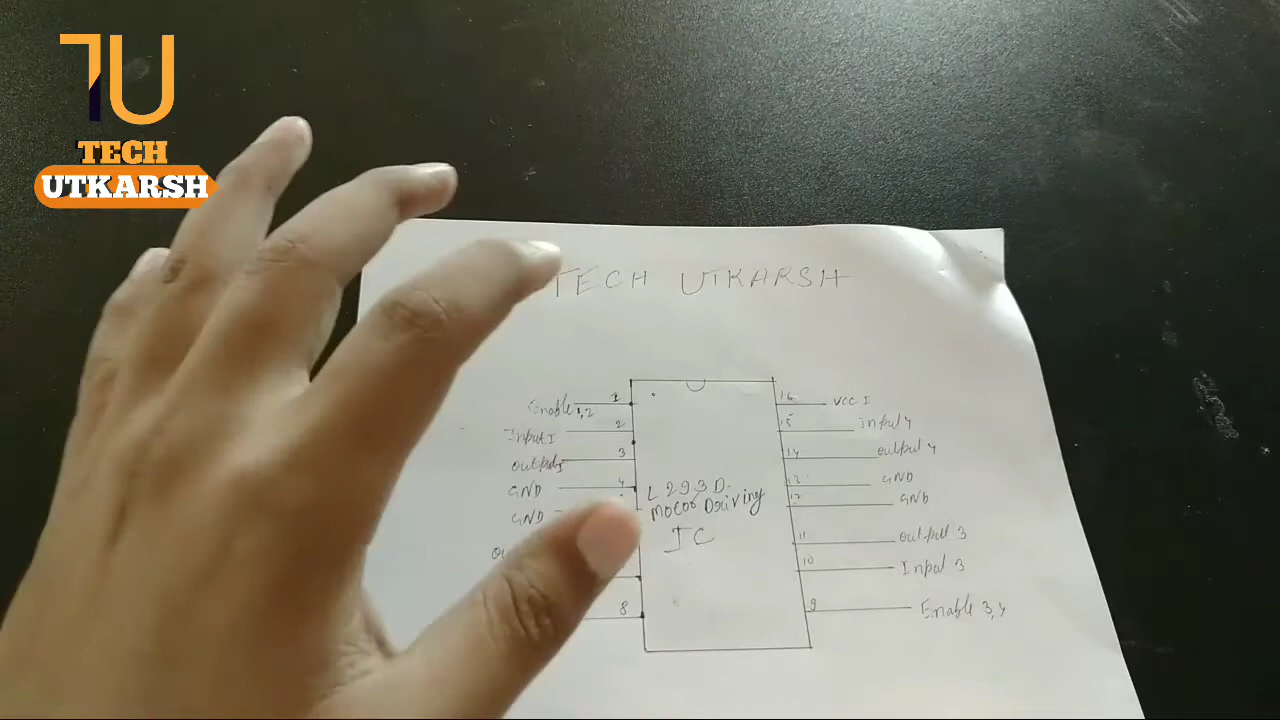 TU
TECH
UTKARSH
TECH UTKARSH
Enable 1,2 1
Input I 2
output I 3
GND 4
GND
8
L293D
Motor Driving
IC
16 VCC I
15 Input 4
14 output 4
13 GND
12 GND
11 output 3
10 Input 3
9 Enable 3,4